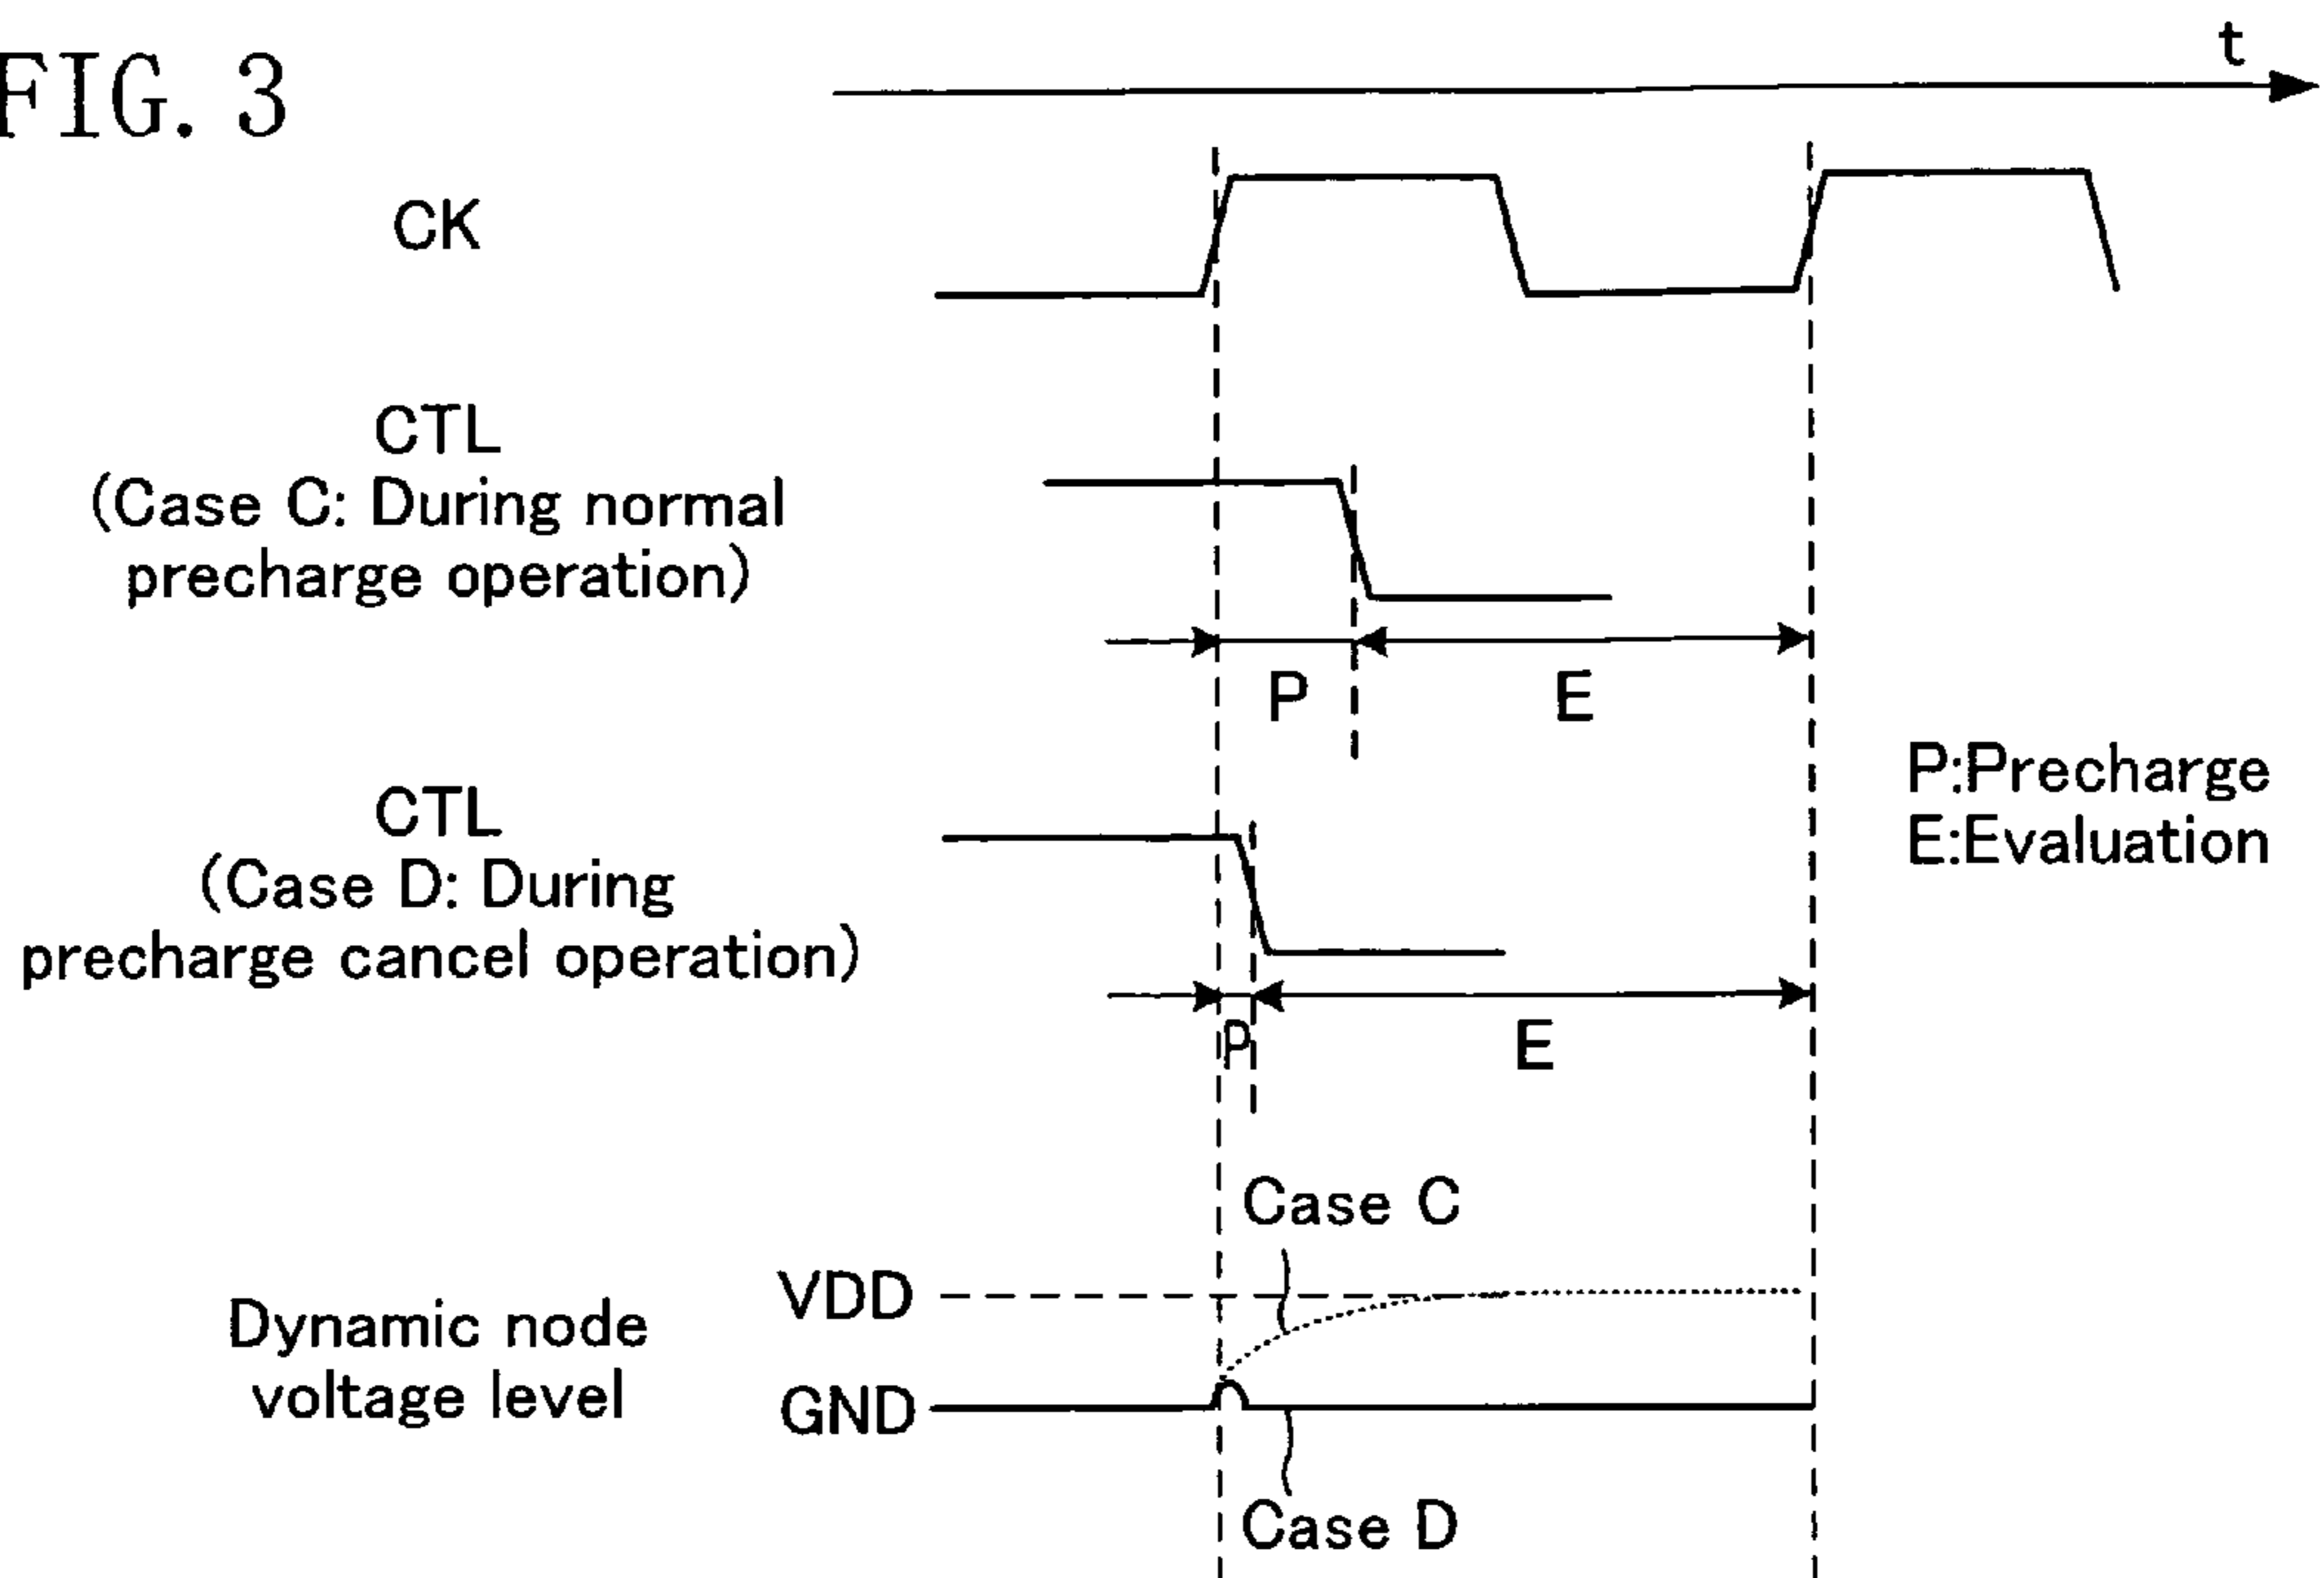 FIG. 3
t
CK
CTL
(Case C: During normal
precharge operation)
P
E
CTL
(Case D: During
precharge cancel operation)
P
E
P:Precharge
E:Evaluation
Case C
VDD
Dynamic node
voltage level
GND
Case D